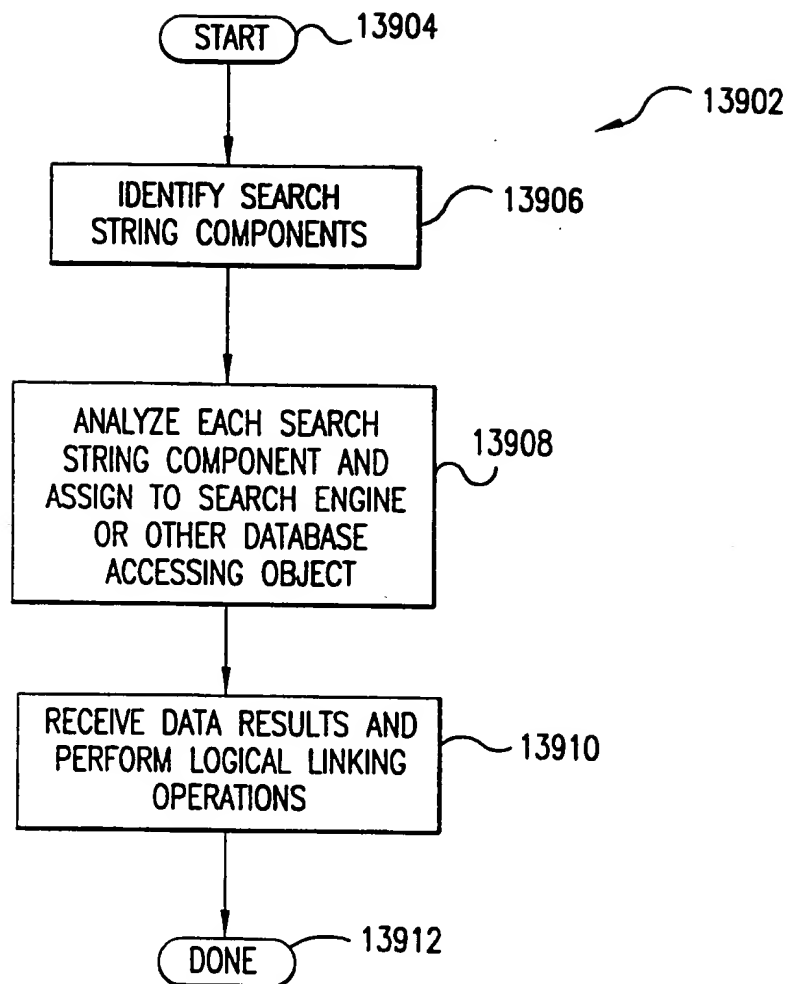 START
13904
13902
IDENTIFY SEARCH
STRING COMPONENTS
13906
ANALYZE EACH SEARCH
STRING COMPONENT AND
ASSIGN TO SEARCH ENGINE
OR OTHER DATABASE
ACCESSING OBJECT
13908
RECEIVE DATA RESULTS AND
PERFORM LOGICAL LINKING
OPERATIONS
13910
DONE
13912